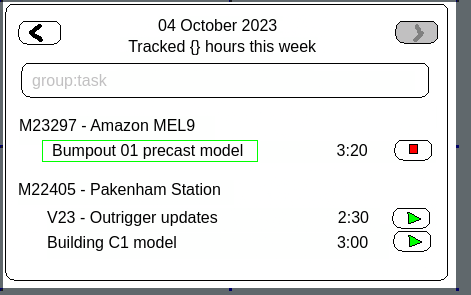 04 October 2023
Tracked {} hours this week
group:task
M23297 - Amazon MEL9
Bumpout 01 precast model 3:20
M22405 - Pakenham Station
V23 - Outrigger updates 2:30
Building C1 model 3:00